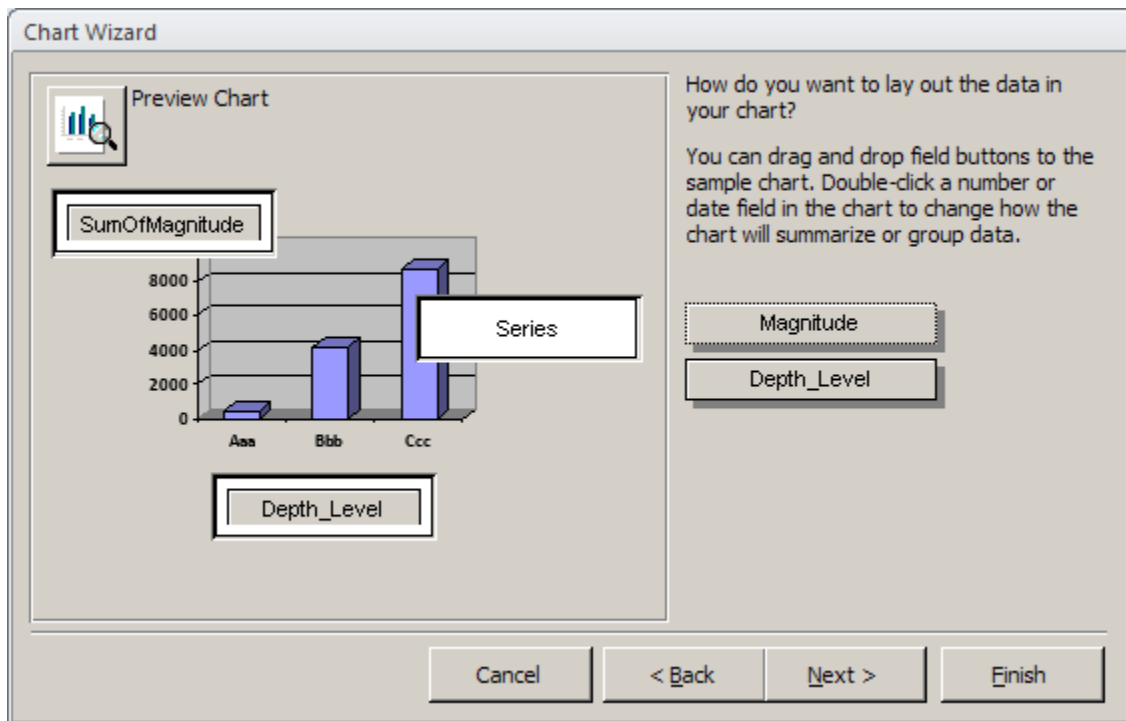 Chart Wizard
Preview Chart
SumOfMagnitude
8000
6000
4000
2000
0
Aaa Bbb Ccc
Series
Depth_Level
How do you want to lay out the data in
your chart?
You can drag and drop field buttons to the
sample chart. Double-click a number or
date field in the chart to change how the
chart will summarize or group data.
Magnitude
Depth_Level
Cancel < Back Next > Finish